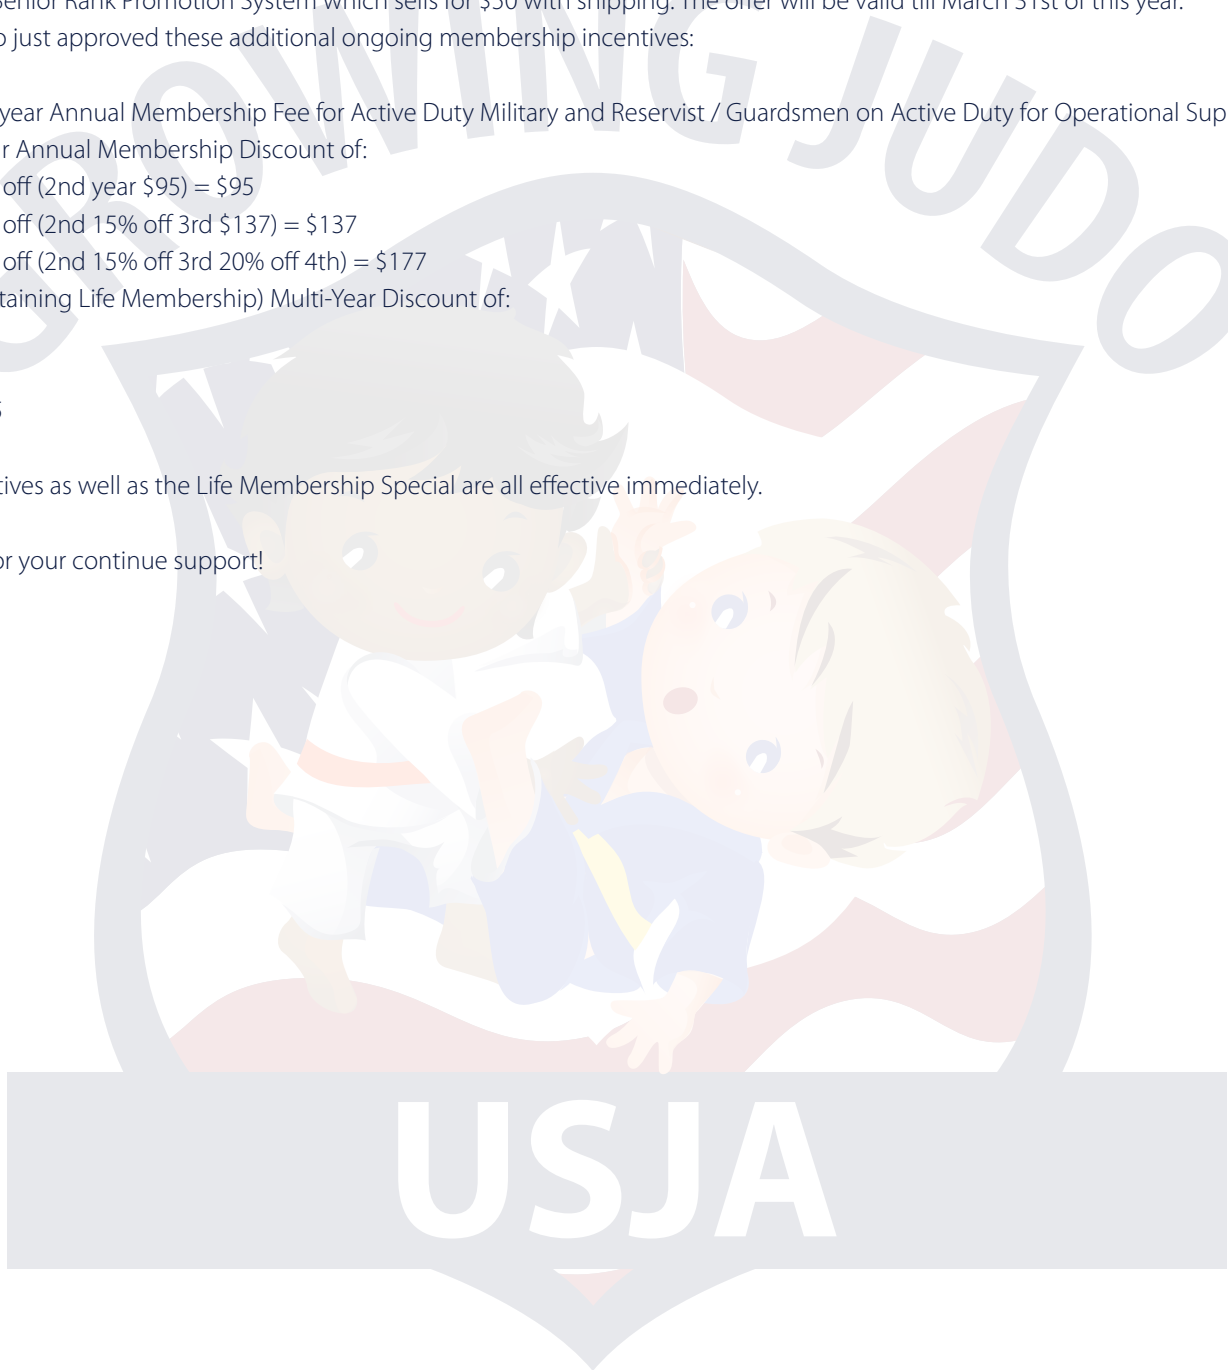 Senior Rank Promotion System which sells for $50 with shipping. The offer will be valid till March 31st of this year.
just approved these additional ongoing membership incentives:
year Annual Membership Fee for Active Duty Military and Reservist / Guardsmen on Active Duty for Operational Sup
r Annual Membership Discount of:
off (2nd year $95) = $95
off (2nd 15% off 3rd $137) = $137
off (2nd 15% off 3rd 20% off 4th) = $177
taining Life Membership) Multi-Year Discount of:
tives as well as the Life Membership Special are all effective immediately.
or your continue support!
GROWING JUDO
USJA